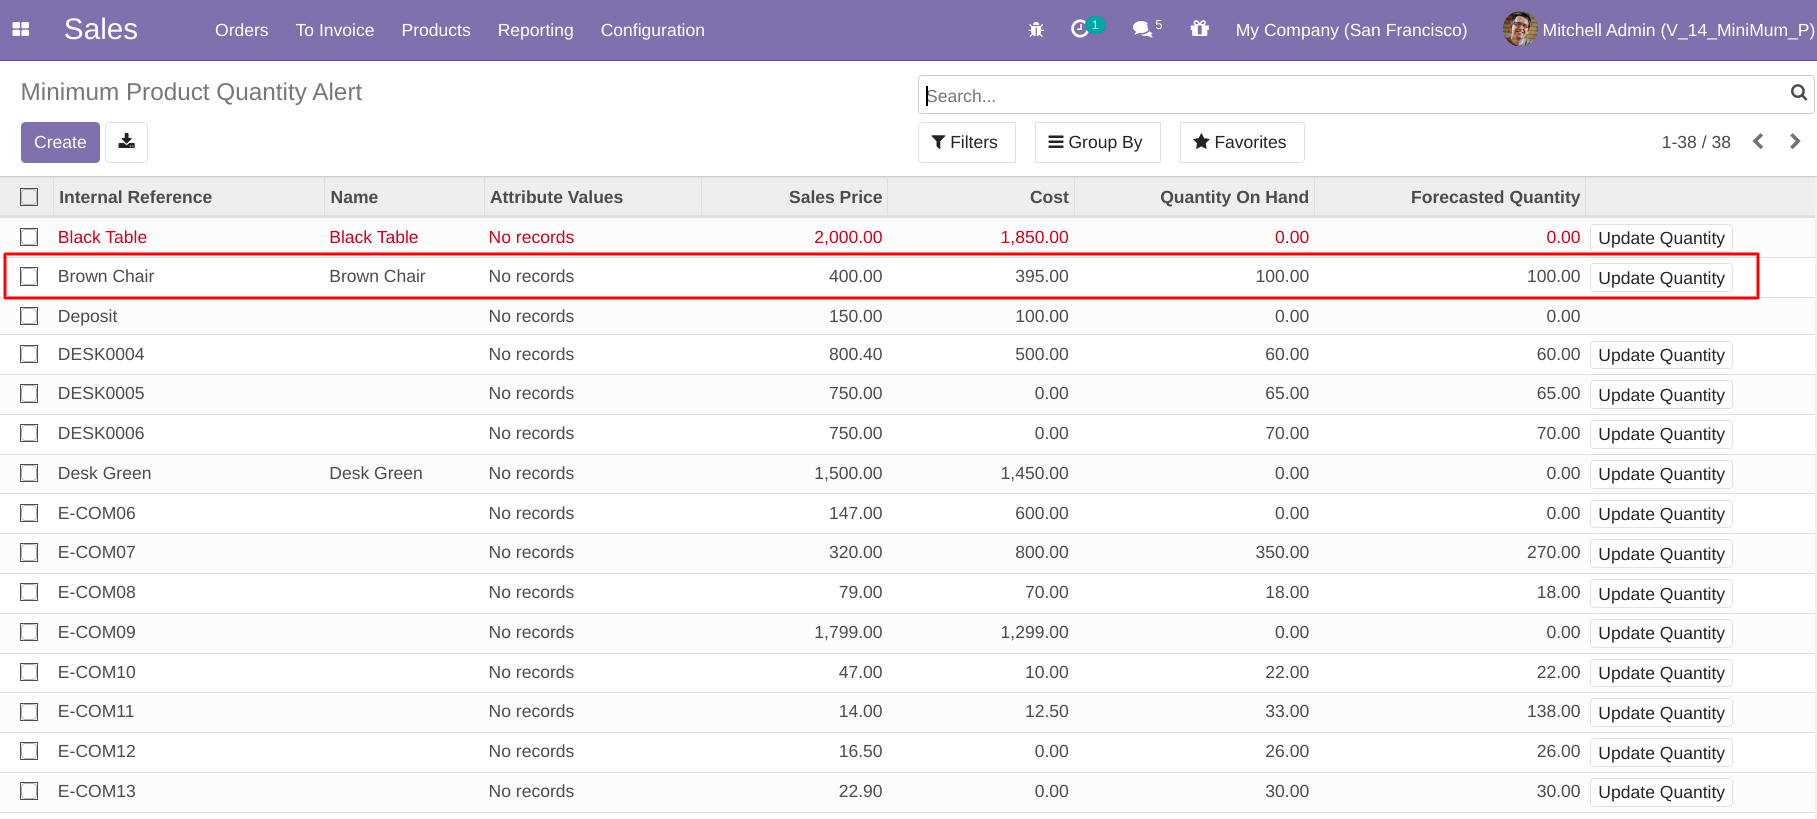 Sales Orders To Invoice Products Reporting Configuration 1 5 My Company (San Francisco) Mitchell Admin (V_14_MiniMum_P)
Minimum Product Quantity Alert Search...
Create Filters Group By Favorites 1-38 / 38
Internal Reference Name Attribute Values Sales Price Cost Quantity On Hand Forecasted Quantity
Black Table Black Table No records 2,000.00 1,850.00 0.00 0.00 Update Quantity
Brown Chair Brown Chair No records 400.00 395.00 100.00 100.00 Update Quantity
Deposit No records 150.00 100.00 0.00 0.00
DESK0004 No records 800.40 500.00 60.00 60.00 Update Quantity
DESK0005 No records 750.00 0.00 65.00 65.00 Update Quantity
DESK0006 No records 750.00 0.00 70.00 70.00 Update Quantity
Desk Green Desk Green No records 1,500.00 1,450.00 0.00 0.00 Update Quantity
E-COM06 No records 147.00 600.00 0.00 0.00 Update Quantity
E-COM07 No records 320.00 800.00 350.00 270.00 Update Quantity
E-COM08 No records 79.00 70.00 18.00 18.00 Update Quantity
E-COM09 No records 1,799.00 1,299.00 0.00 0.00 Update Quantity
E-COM10 No records 47.00 10.00 22.00 22.00 Update Quantity
E-COM11 No records 14.00 12.50 33.00 138.00 Update Quantity
E-COM12 No records 16.50 0.00 26.00 26.00 Update Quantity
E-COM13 No records 22.90 0.00 30.00 30.00 Update Quantity